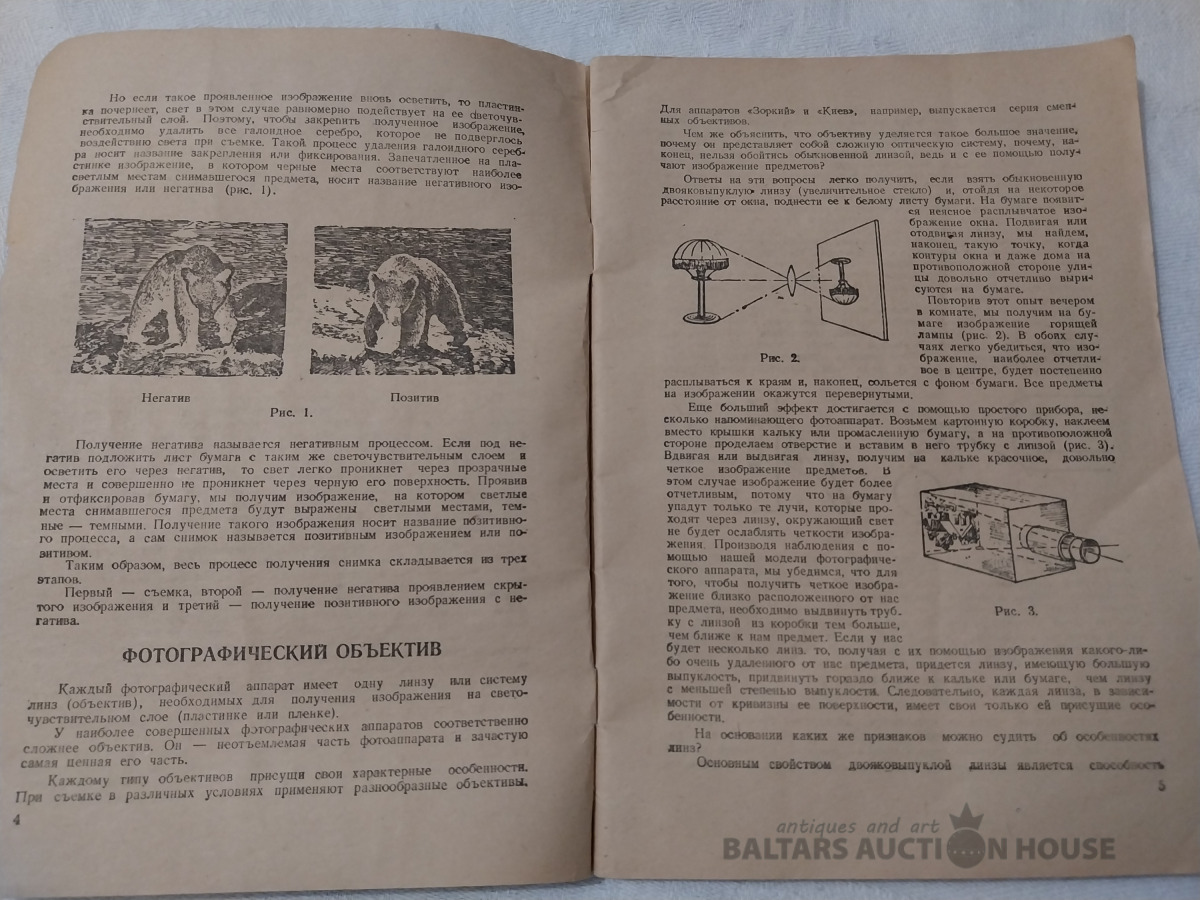 Но если такое проявленное изображение вновь осветить, то пластин-
ка почернеет, свет в этом случае равномерно подействует на ее светочув-
ствительный слой. Поэтому, чтобы закрепить полученное изображение,
необходимо удалить все галоидное серебро, которое не подверглось
воздействию света при съемке. Такой процесс удаления галоидного сереб-
ра носит название закрепления или фиксирования. Запечатленное на пла-
стинке изображение, в котором черные места соответствуют наиболее
светлым местам снимавшегося предмета, носит название негативного изо-
бражения или негатива (рис. 1).
Негатив
Позитив
Рис. 1.
Получение негатива называется негативным процессом. Если под не-
гатив подложить лист бумаги с таким же светочувствительным слоем и
осветить его через негатив, то свет легко проникнет через прозрачные
места и совершенно не проникнет через черную его поверхность. Проявив
и отфиксировав бумагу, мы получим изображение, на котором светлые
места снимавшегося предмета будут выражены светлыми местами, тем-
ные — темными. Получение такого изображения носит название позитивно-
го процесса, а сам снимок называется позитивным изображением или по-
зитивом.
Таким образом, весь процесс получения снимка складывается из трех
этапов.
Первый — съемка, второй — получение негатива проявлением скры-
того изображения и третий — получение позитивного изображения с не-
гатива.
ФОТОГРАФИЧЕСКИЙ ОБЪЕКТИВ
Каждый фотографический аппарат имеет одну линзу или систему
линз (объектив), необходимых для получения изображения на свето-
чувствительном слое (пластинке или пленке).
У наиболее совершенных фотографических аппаратов соответственно
сложнее объектив. Он — неотъемлемая часть фотоаппарата и зачастую
самая ценная его часть.
Каждому типу объективов присущи свои характерные особенности.
При съемке в различных условиях применяют разнообразные объективы.
4
Для аппаратов «Зоркий» и «Киев», например, выпускается серия смен-
ных объективов.
Чем же объяснить, что объективу уделяется такое большое значение,
почему он представляет собой сложную оптическую систему, почему, на-
конец, нельзя обойтись обыкновенной линзой, ведь и с ее помощью полу-
чают изображение предметов?
Ответы на эти вопросы легко получить, если взять обыкновенную
двояковыпуклую линзу (увеличительное стекло) и, отойдя на некоторое
расстояние от окна, поднести ее к белому листу бумаги. На бумаге появит-
ся неясное расплывчатое изо-
бражение окна. Подвигая или
отодвигая линзу, мы найдем,
наконец, такую точку, когда
контуры окна и даже дома на
противоположной стороне ули-
цы довольно отчетливо выри-
суются на бумаге.
Повторив этот опыт вечером
в комнате, мы получим на бу-
маге изображение горящей
лампы (рис. 2). В обоих слу-
чаях легко убедиться, что изо-
бражение, наиболее отчетли-
вое в центре, будет постепенно
Рис. 2.
расплываться к краям и, наконец, сольется с фоном бумаги. Все предметы
на изображении окажутся перевернутыми.
Еще больший эффект достигается с помощью простого прибора, не-
сколько напоминающего фотоаппарат. Возьмем картонную коробку, наклеем
вместо крышки кальку или промасленную бумагу, а на противоположной
стороне проделаем отверстие и вставим в него трубку с линзой (рис. 3).
Вдвигая или выдвигая линзу, получим на кальке красочное, довольно
четкое изображение предметов. В
этом случае изображение будет более
отчетливым, потому что на бумагу
упадут только те лучи, которые про-
ходят через линзу, окружающий свет
не будет ослаблять четкости изобра-
жения. Производя наблюдения с по-
мощью нашей модели фотографиче-
ского аппарата, мы убедимся, что для
того, чтобы получить четкое изобра-
жение близко расположенного от нас
предмета, необходимо выдвинуть труб-
ку с линзой из коробки тем больше,
чем ближе к нам предмет. Если у нас
Рис. 3.
будет несколько линз, то, получая с их помощью изображения какого-ли-
бо очень удаленного от нас предмета, придется линзу, имеющую большую
выпуклость, придвинуть гораздо ближе к кальке или бумаге, чем линзу
с меньшей степенью выпуклости. Следовательно, каждая линза, в зависи-
мости от кривизны ее поверхности, имеет свои только ей присущие осо-
бенности.
На основании каких же признаков можно судить об особенностях
линз?
Основным свойством двояковыпуклой линзы является способность
5
antiques and art
BALTARS AUCTION HOUSE